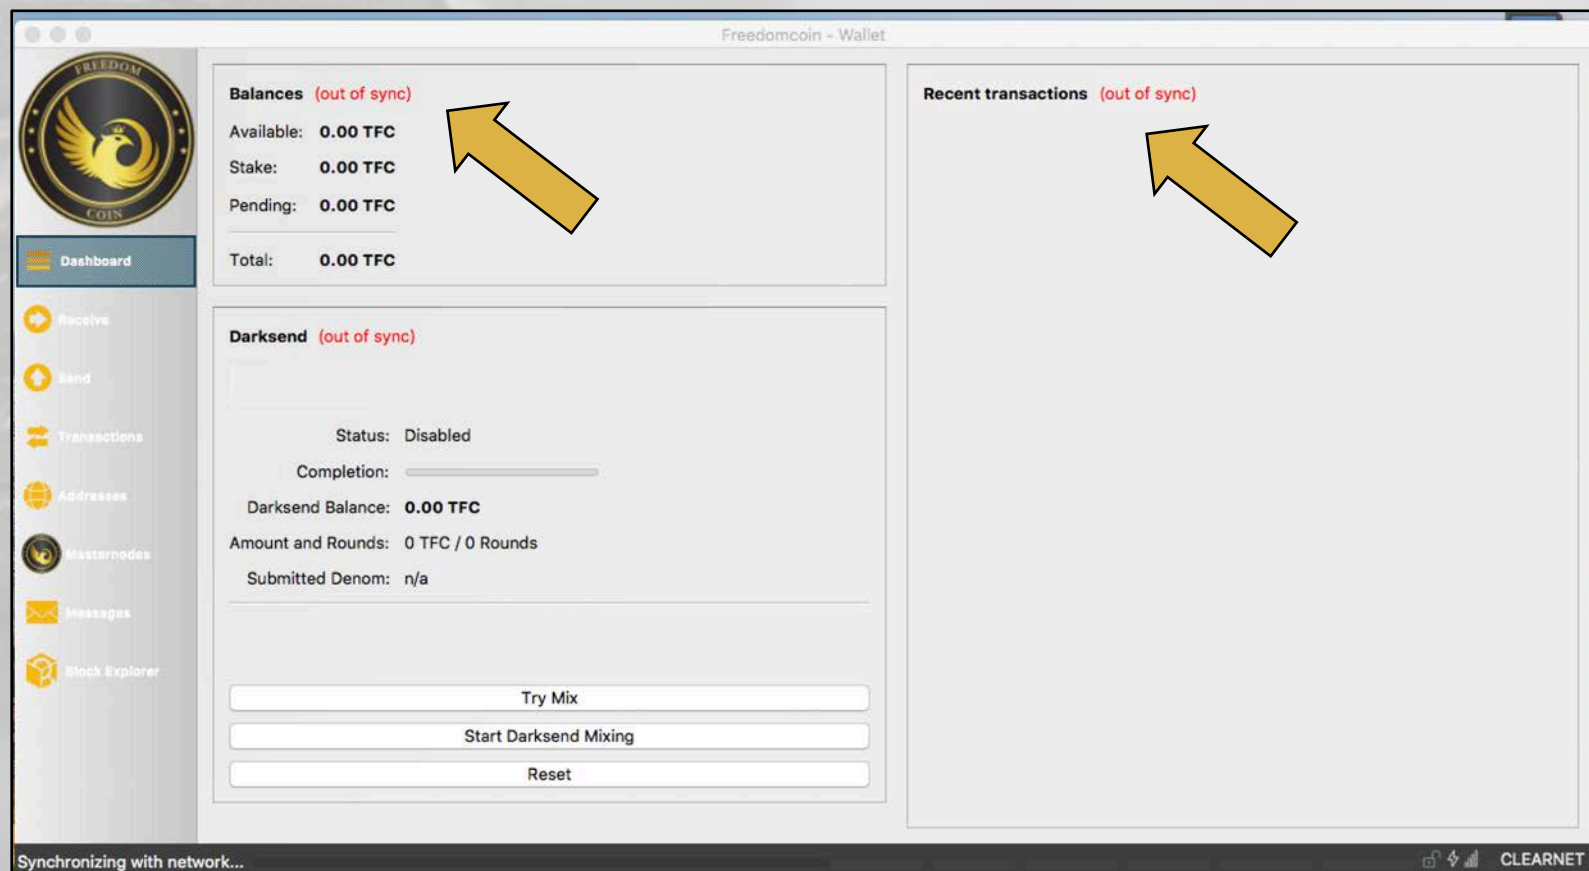 Freedomcoin - Wallet
FREEDOM
COIN
Dashboard
Receive
Send
Transactions
Addresses
Masternodes
Messages
Block Explorer
Balances (out of sync)
Available: 0.00 TFC
Stake: 0.00 TFC
Pending: 0.00 TFC
Total: 0.00 TFC
Darksend (out of sync)
Status: Disabled
Completion:
Darksend Balance: 0.00 TFC
Amount and Rounds: 0 TFC / 0 Rounds
Submitted Denom: n/a
Try Mix
Start Darksend Mixing
Reset
Recent transactions (out of sync)
Synchronizing with network...
CLEARNET